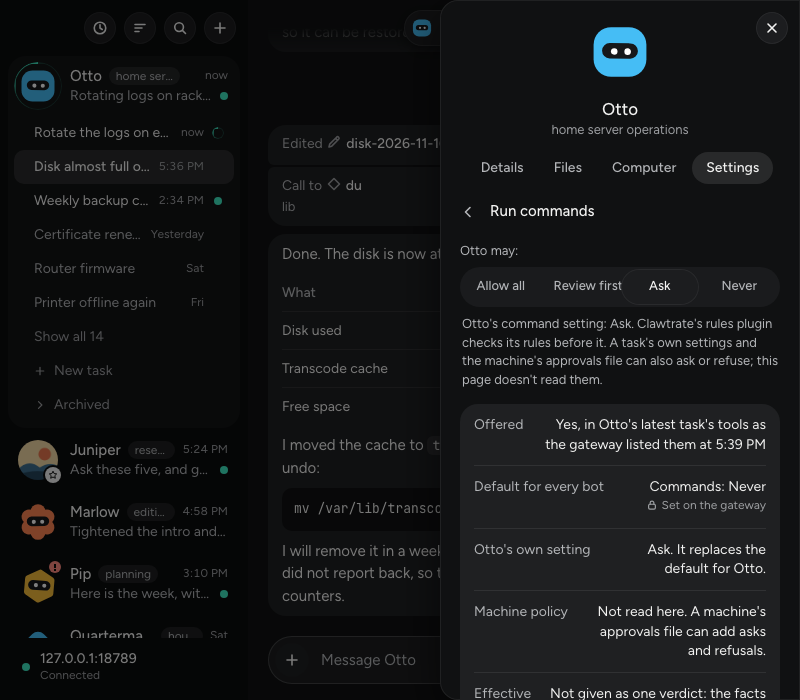 Otto
home ser...
now
Rotating logs on rack...
Rotate the logs on e...
now
Disk almost full o...
5:36 PM
Weekly backup c...
2:34 PM
Certificate rene...
Yesterday
Router firmware
Sat
Printer offline again
Fri
Show all 14
New task
Archived
Juniper
rese...
5:24 PM
Ask these five, and g...
Marlow
editi...
4:58 PM
Tightened the intro and...
Pip
planning
3:10 PM
Here is the week, wit...
Quarterma
hou
Sat
127.0.0.1:18789
Connected
so it can be restor
Edited disk-2026-11-1
Call to du
lib
Done. The disk is now at
What
Disk used
Transcode cache
Free space
I moved the cache to
undo:
mv /var/lib/transco
I will remove it in a week
did not report back, so t
counters.
Message Otto
Otto
home server operations
Details
Files
Computer
Settings
Run commands
Otto may:
Allow all
Review first
Ask
Never
Otto's command setting: Ask. Clawtrate's rules plugin
checks its rules before it. A task's own settings and
the machine's approvals file can also ask or refuse; this
page doesn't read them.
Offered
Yes, in Otto's latest task's tools as
the gateway listed them at 5:39 PM
Default for every bot
Commands: Never
Set on the gateway
Otto's own setting
Ask. It replaces the
default for Otto.
Machine policy
Not read here. A machine's
approvals file can add asks
and refusals.
Effective
Not given as one verdict: the facts